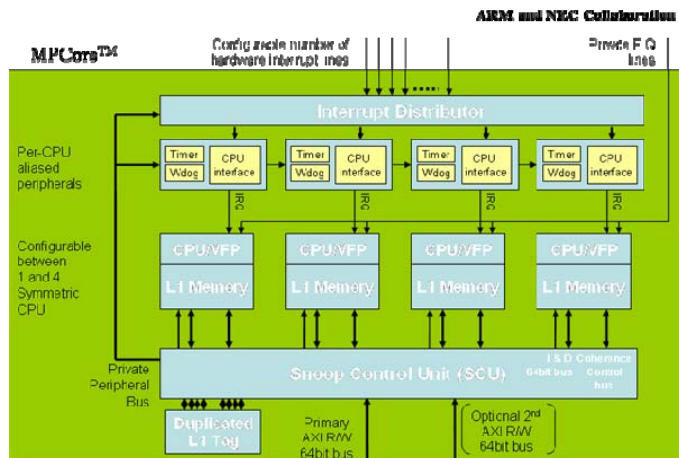 ARM and NEC Collaboration
MPCore™
Configurable number of
hardware interrupt lines
Private FIQ
lines
Interrupt Distributor
Per-CPU
aliased
peripherals
Timer
Wdog
CPU
interface
Timer
Wdog
CPU
interface
Timer
Wdog
CPU
interface
Timer
Wdog
CPU
interface
IRQ
IRQ
IRQ
IRQ
Configurable
between
1 and 4
Symmetric
CPU
CPU/VFP
L1 Memory
CPU/VFP
L1 Memory
CPU/VFP
L1 Memory
CPU/VFP
L1 Memory
Private
Peripheral
Bus
Snoop Control Unit (SCU)
I & D
64bit bus
Coherence
Control
bus
Duplicated
L1 Tag
Primary
AXI R/W
64bit bus
Optional 2nd
AXI R/W
64bit bus